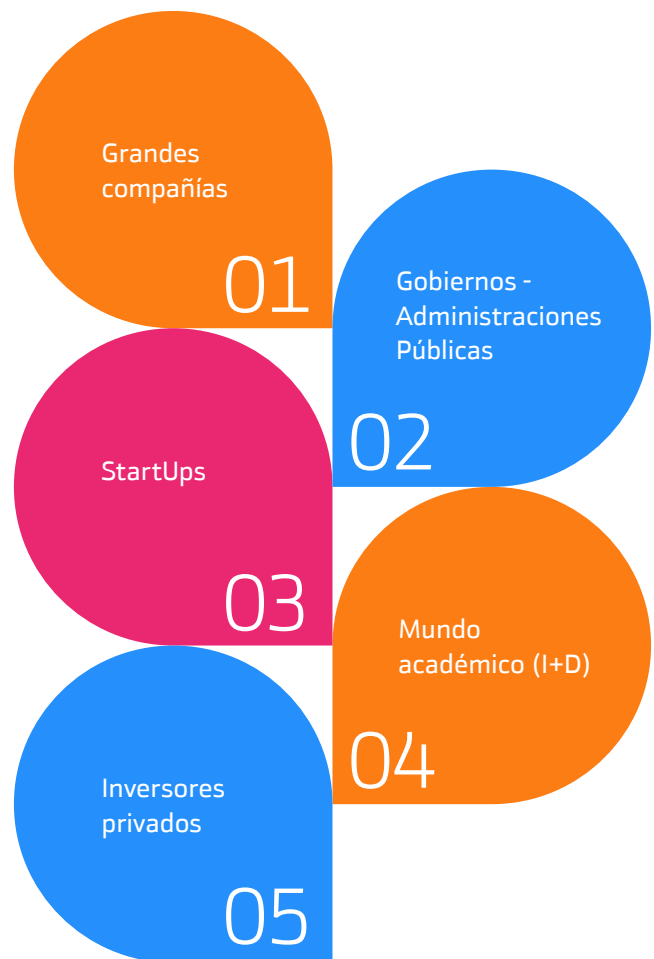 Grandes
compañías
01
Gobiernos -
Administraciones
Públicas
02
StartUps
03
Mundo
académico (I+D)
04
Inversores
privados
05